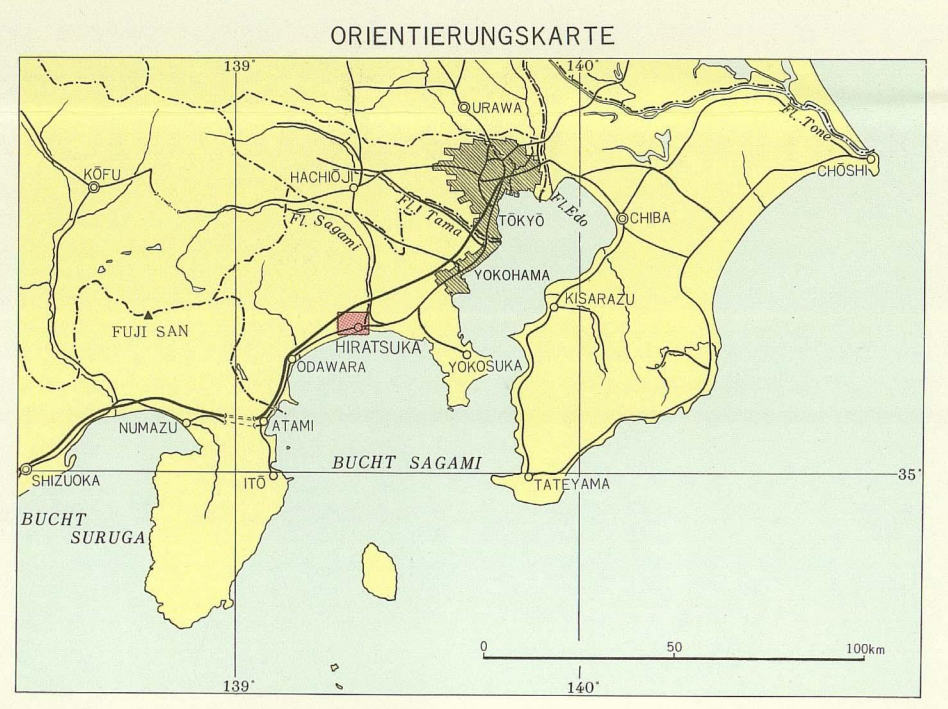 ORIENTIERUNGSKARTE
139°
140°
URAWA
Fl. Tone
KŌFU
HACHIŌJI
CHŌSHI
Fl. Sagami
Fl. Tama
TŌKYŌ
Fl. Edo
CHIBA
YOKOHAMA
KISARAZU
FUJI SAN
HIRATSUKA
ODAWARA
YOKOSUKA
NUMAZU
ATAMI
BUCHT SAGAMI
35°
SHIZUOKA
ITŌ
TATEYAMA
BUCHT
SURUGA
0 50 100km
139°
140°